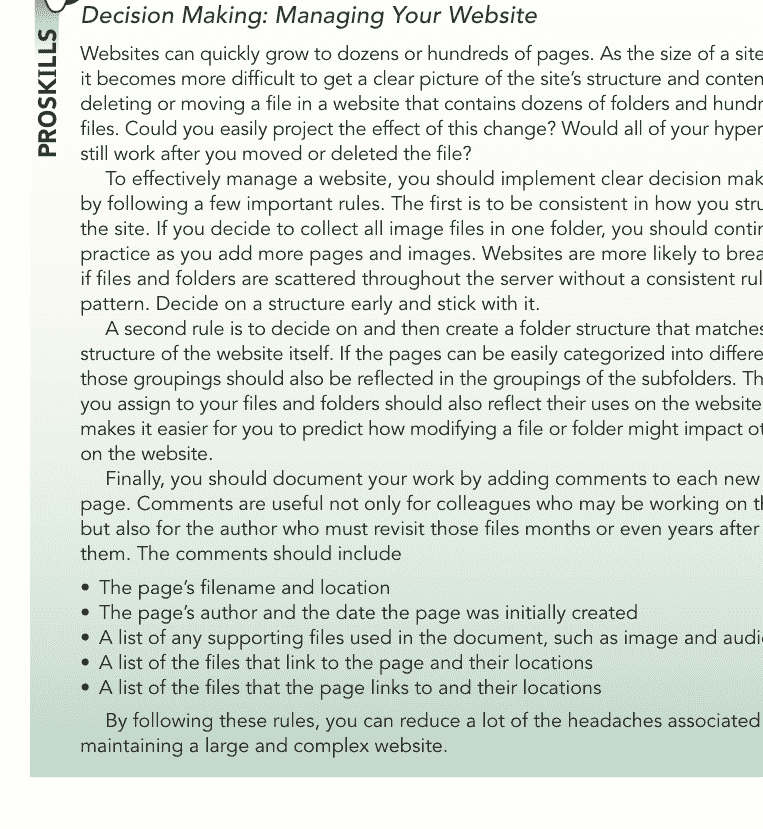 Decision Making: Managing Your Website
PROSKILLS
Websites can quickly grow to dozens or hundreds of pages. As the size of a site
it becomes more difficult to get a clear picture of the site's structure and conten
deleting or moving a file in a website that contains dozens of folders and hundr
files. Could you easily project the effect of this change? Would all of your hyper
still work after you moved or deleted the file?
To effectively manage a website, you should implement clear decision mak
by following a few important rules. The first is to be consistent in how you stru
the site. If you decide to collect all image files in one folder, you should contin
practice as you add more pages and images. Websites are more likely to brea
if files and folders are scattered throughout the server without a consistent rul
pattern. Decide on a structure early and stick with it.
A second rule is to decide on and then create a folder structure that matches
structure of the website itself. If the pages can be easily categorized into differe
those groupings should also be reflected in the groupings of the subfolders. Th
you assign to your files and folders should also reflect their uses on the website
makes it easier for you to predict how modifying a file or folder might impact ot
on the website.
Finally, you should document your work by adding comments to each new
page. Comments are useful not only for colleagues who may be working on th
but also for the author who must revisit those files months or even years after
them. The comments should include
• The page's filename and location
• The page's author and the date the page was initially created
• A list of any supporting files used in the document, such as image and audi
• A list of the files that link to the page and their locations
• A list of the files that the page links to and their locations
By following these rules, you can reduce a lot of the headaches associated
maintaining a large and complex website.